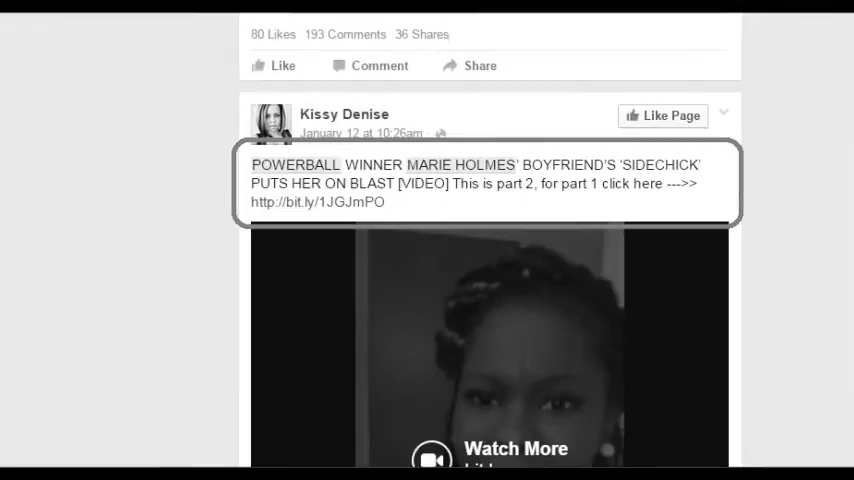 80 Likes 193 Comments 36 Shares
Like Comment Share
Kissy Denise
Like Page
January 12 at 10:26am
POWERBALL WINNER MARIE HOLMES' BOYFRIEND'S 'SIDECHICK'
PUTS HER ON BLAST [VIDEO] This is part 2, for part 1 click here --->>
http://bit.ly/1JGJmPO
Watch More